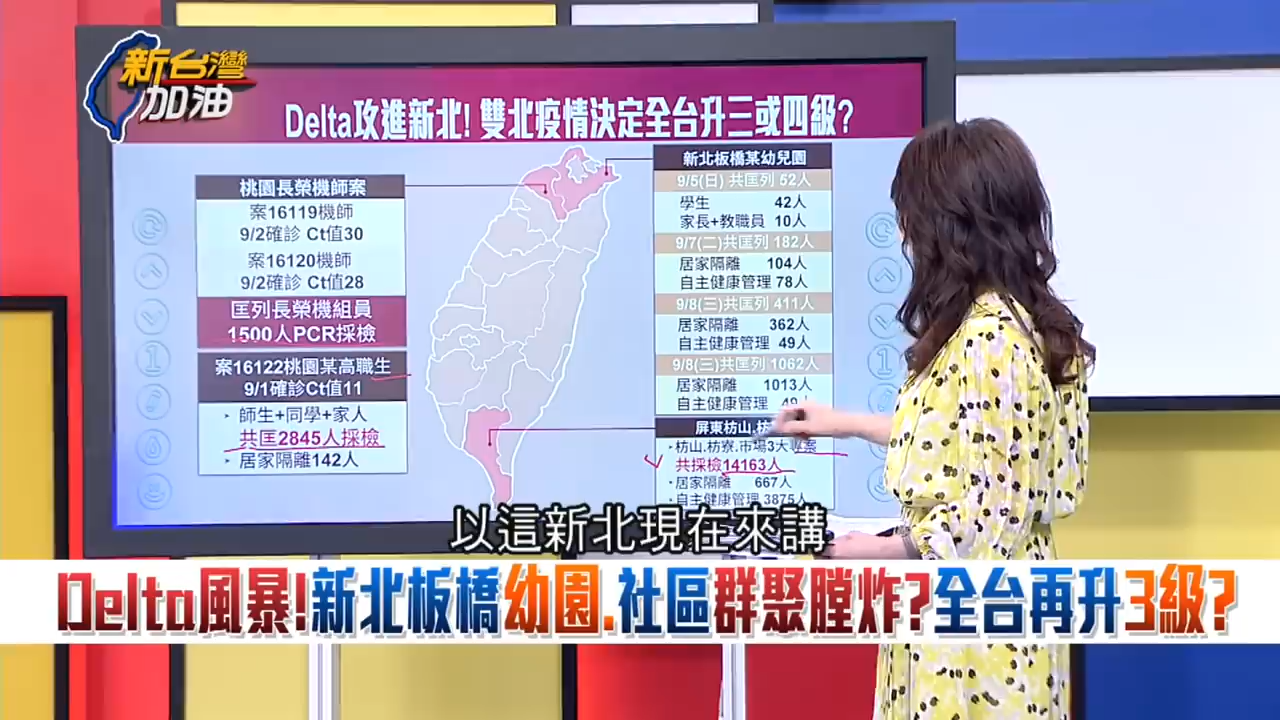 新台灣
加油
Delta攻進新北! 雙北疫情決定全台升三或四級?
桃園長榮機師案
案16119機師
9/2確診 Ct值30
案16120機師
9/2確診 Ct值28
匡列長榮機組員
1500人PCR採檢
案16122桃園某高職生
9/1確診Ct值11
‣ 師生+同學+家人
共匡2845人採檢
‣ 居家隔離142人
新北板橋某幼兒園
9/5(日) 共匡列 52人
學生 42人
家長+教職員 10人
9/7(二)共匡列 182人
居家隔離 104人
自主健康管理 78人
9/8(三)共匡列 411人
居家隔離 362人
自主健康管理 49人
9/8(三)共匡列 1062人
居家隔離 1013人
自主健康管理 49人
屏東枋山.枋
‣枋山.枋寮.市場3大專案
共採檢14163人
‣居家隔離 667人
‣自主健康管理 3875人
以這新北現在來講
Delta風暴!新北板橋幼園.社區群聚膛炸?全台再升3級?